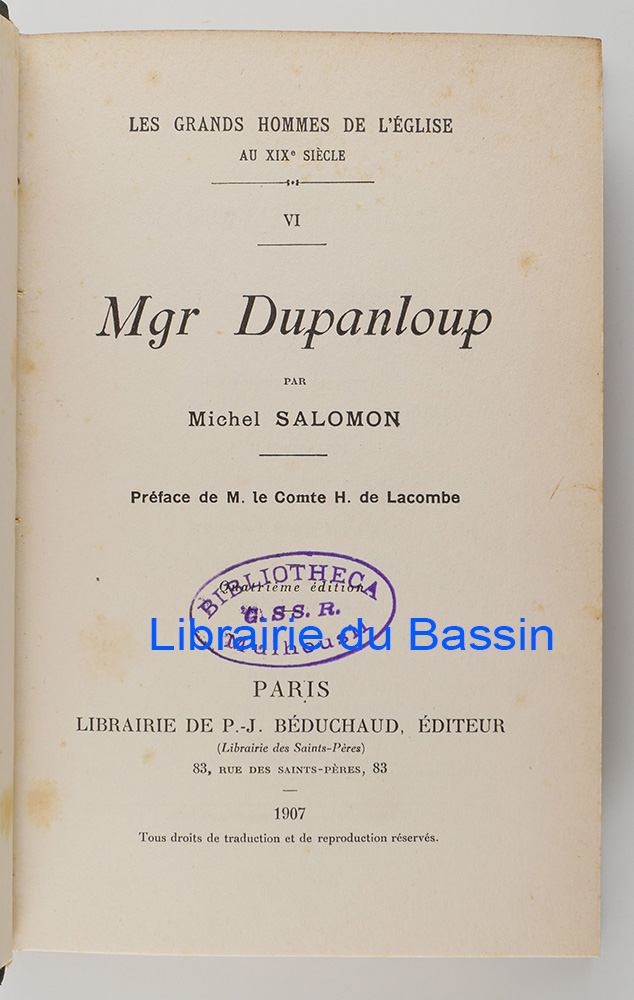 LES GRANDS HOMMES DE L'ÉGLISE
AU XIXe SIÈCLE
VI
Mgr Dupanloup
PAR
Michel SALOMON
Préface de M. le Comte H. de Lacombe
Quatrième édition
BIBLIOTHECA
C. S. S. R.
Mulhousen
Librairie du Bassin
PARIS
LIBRAIRIE DE P.-J. BÉDUCHAUD, ÉDITEUR
(Librairie des Saints-Pères)
83, RUE DES SAINTS-PÈRES, 83
1907
Tous droits de traduction et de reproduction réservés.